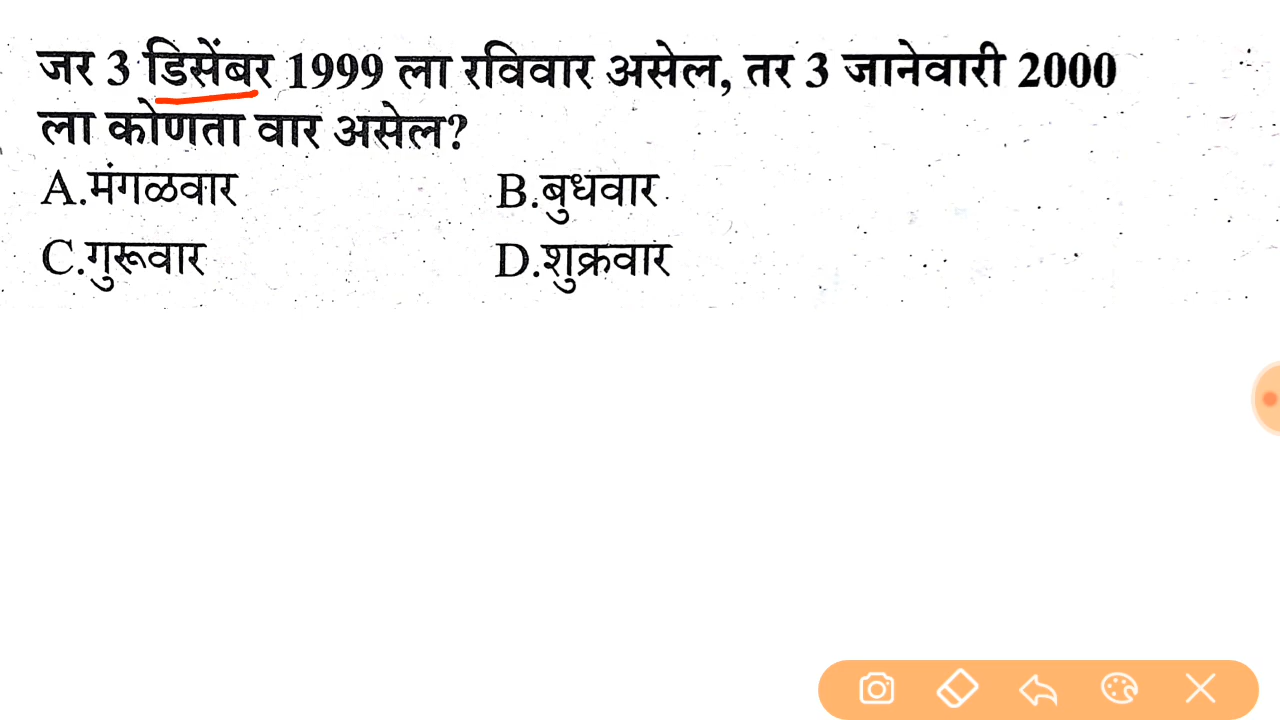 जर 3 डिसेंबर 1999 ला रविवार असेल, तर 3 जानेवारी 2000
ला कोणता वार असेल?
A.मंगळवार B.बुधवार
C.गुरूवार D.शुक्रवार